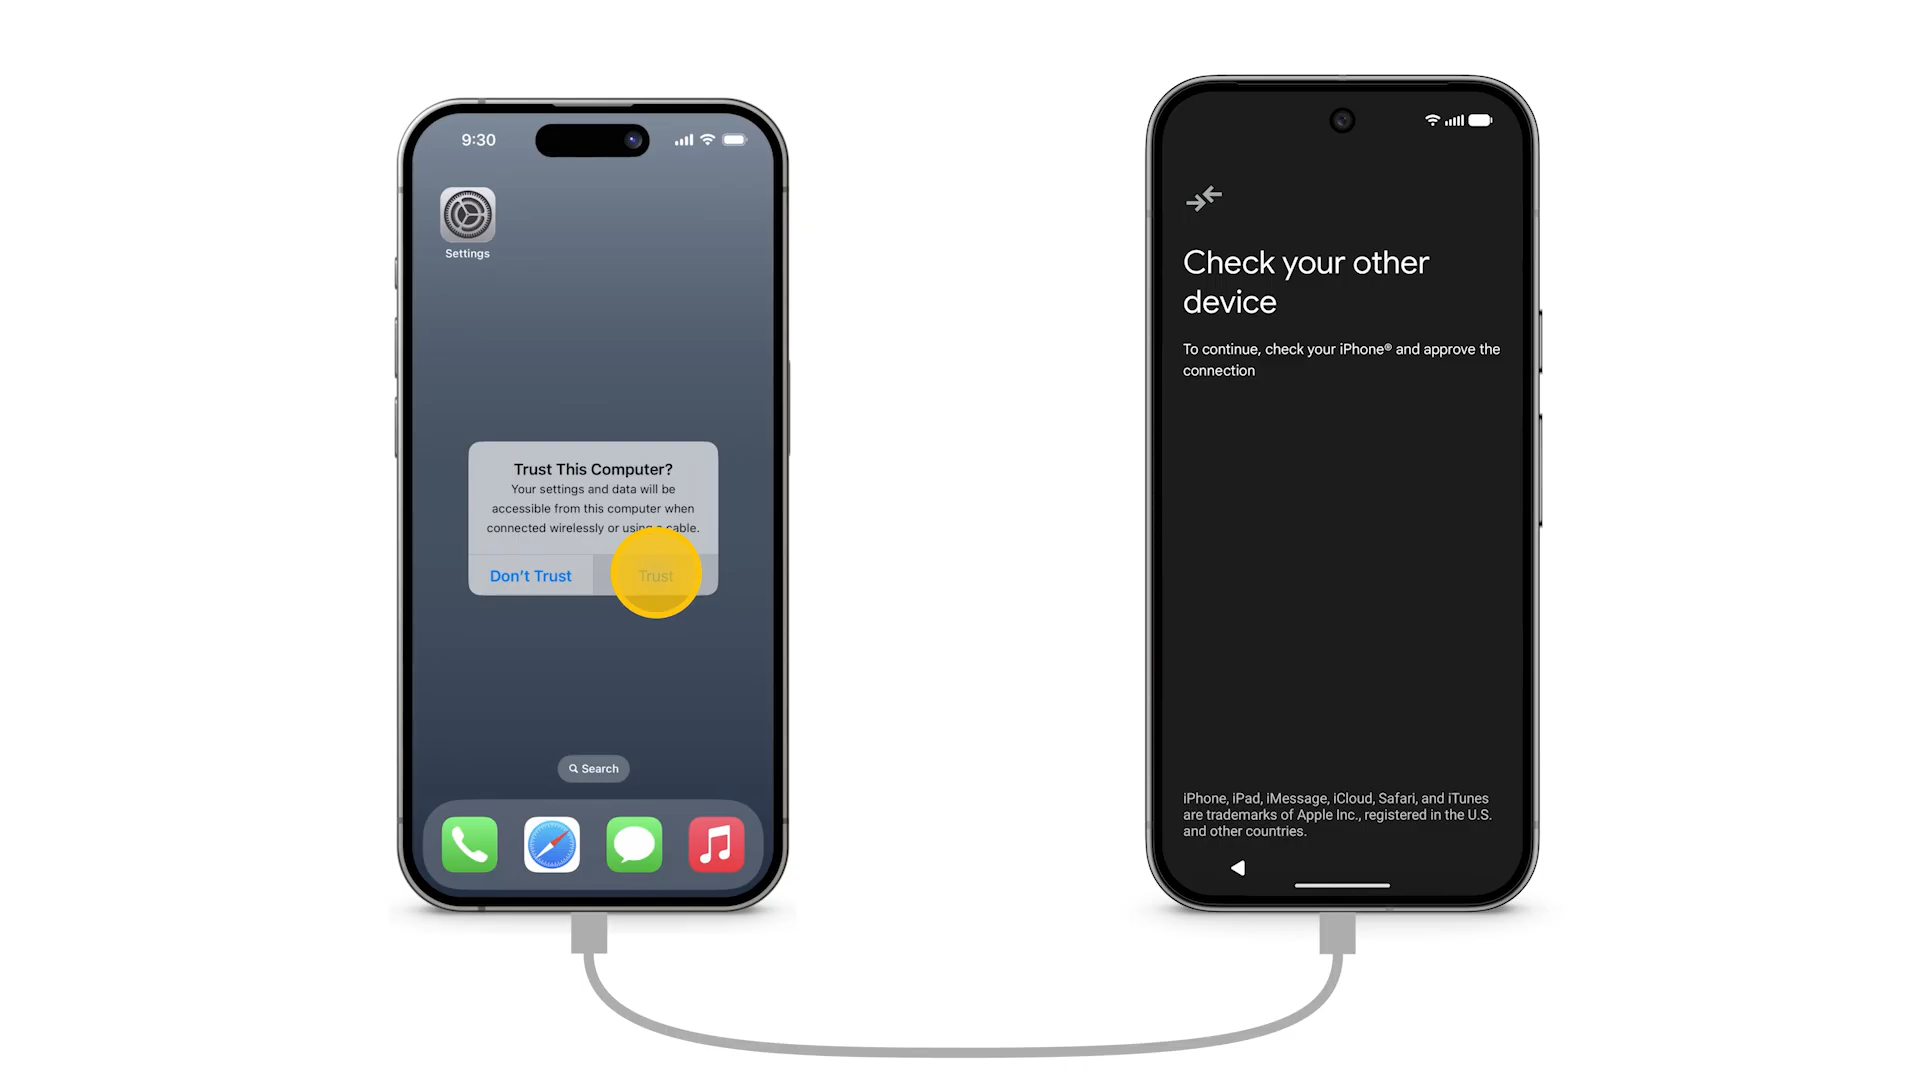 9:30
Settings
Trust This Computer?
Your settings and data will be
accessible from this computer when
connected wirelessly or using a cable.
Don’t Trust
Trust
Search
Check your other
device
To continue, check your iPhone® and approve the
connection
iPhone, iPad, iMessage, iCloud, Safari, and iTunes
are trademarks of Apple Inc., registered in the U.S.
and other countries.